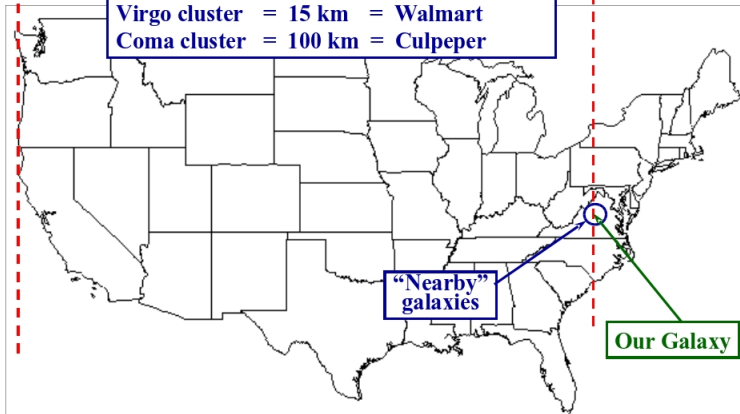 Virgo cluster = 15 km = Walmart
Coma cluster = 100 km = Culpeper
“Nearby”
galaxies
Our Galaxy